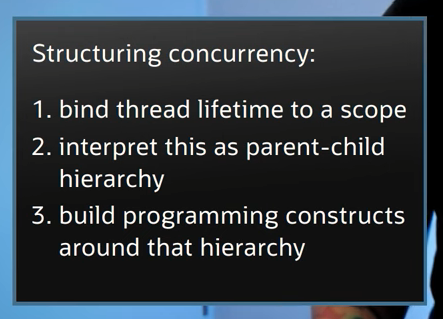 Structuring concurrency:
1. bind thread lifetime to a scope
2. interpret this as parent-child
hierarchy
3. build programming constructs
around that hierarchy